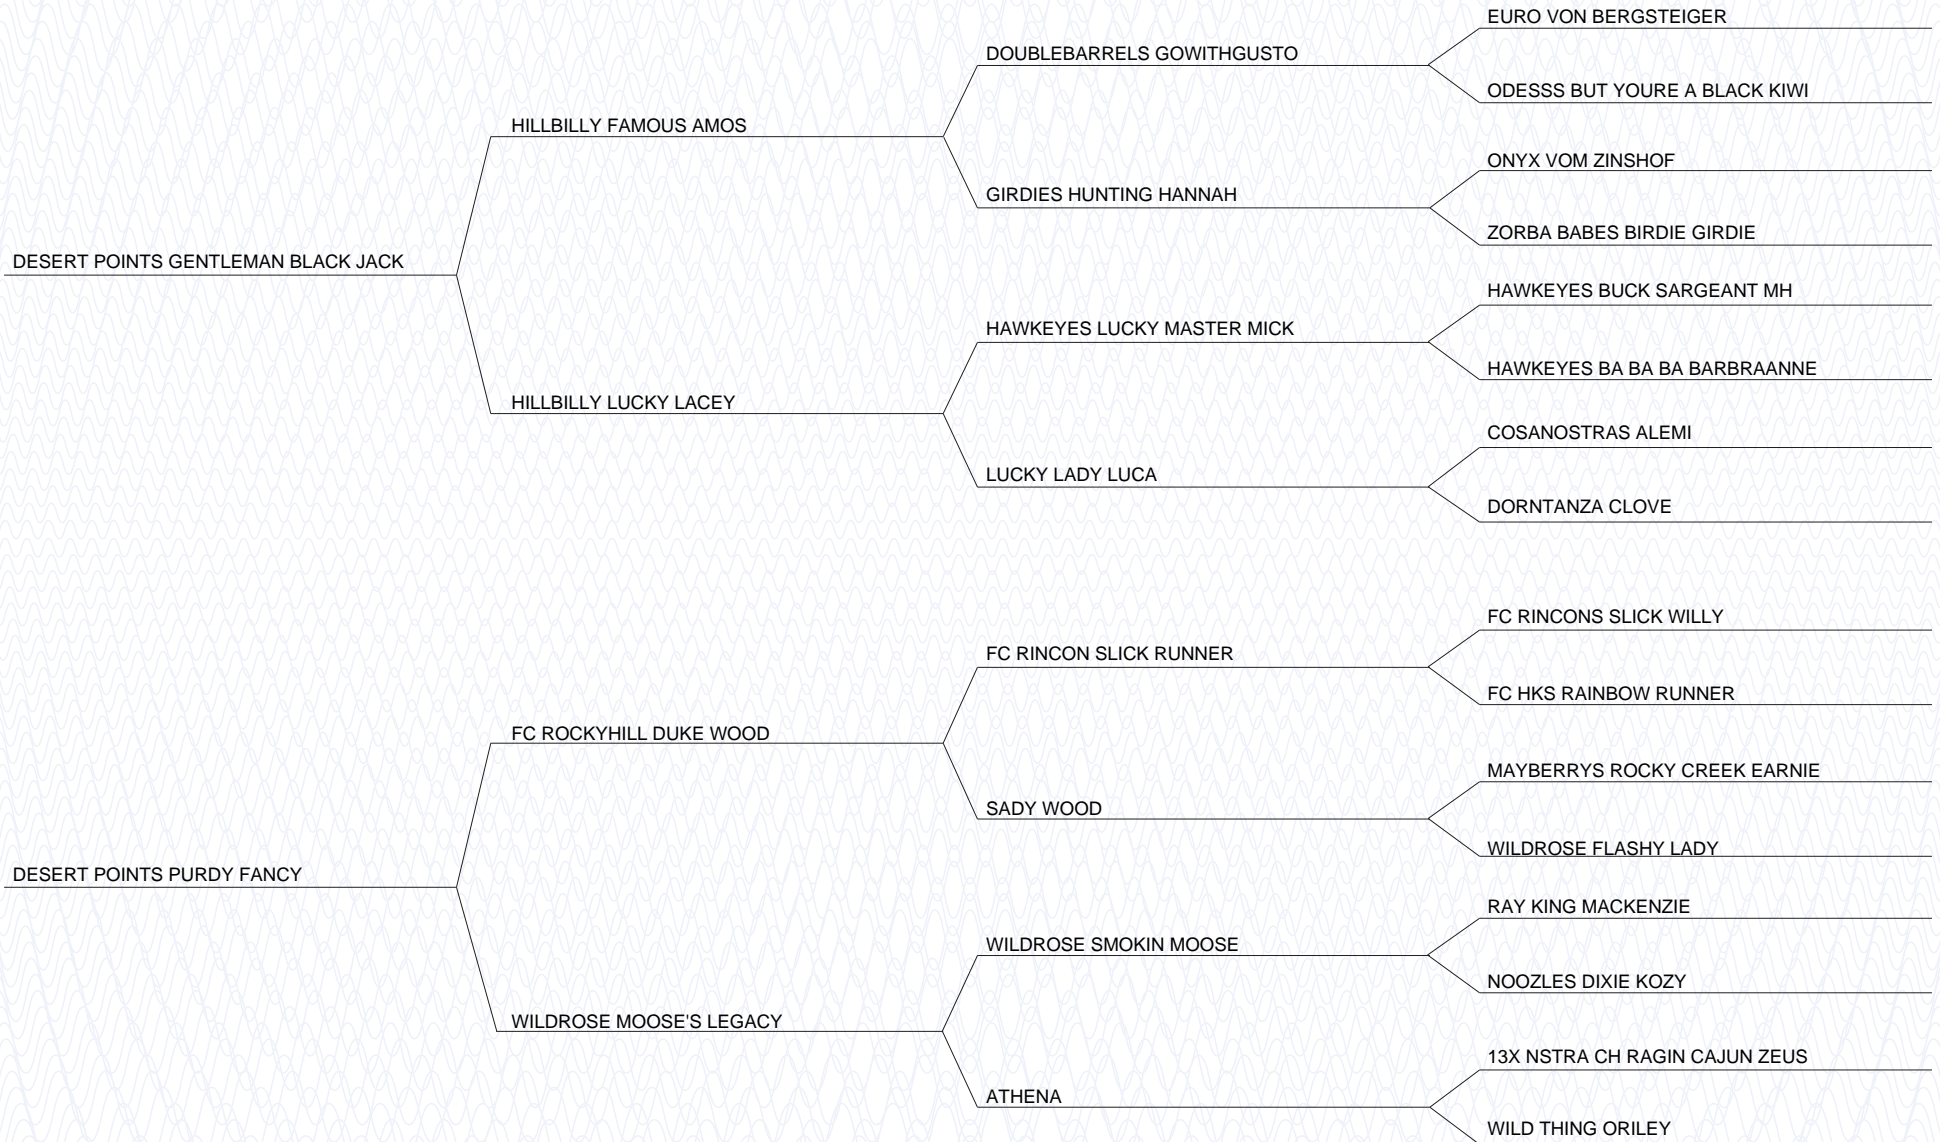 EURO VON BERGSTEIGER
DOUBLEBARRELS GOWITHGUSTO
ODESSS BUT YOURE A BLACK KIWI
HILLBILLY FAMOUS AMOS
ONYX VOM ZINSHOF
GIRDIES HUNTING HANNAH
ZORBA BABES BIRDIE GIRDIE
DESERT POINTS GENTLEMAN BLACK JACK
HAWKEYES BUCK SARGEANT MH
HAWKEYES LUCKY MASTER MICK
HAWKEYES BA BA BA BARBRAANNE
HILLBILLY LUCKY LACEY
COSANOSTRAS ALEMI
LUCKY LADY LUCA
DORNTANZA CLOVE
FC RINCONS SLICK WILLY
FC RINCON SLICK RUNNER
FC HKS RAINBOW RUNNER
FC ROCKYHILL DUKE WOOD
MAYBERRYS ROCKY CREEK EARNIE
SADY WOOD
WILDROSE FLASHY LADY
DESERT POINTS PURDY FANCY
RAY KING MACKENZIE
WILDROSE SMOKIN MOOSE
NOOZLES DIXIE KOZY
WILDROSE MOOSE'S LEGACY
13X NSTRA CH RAGIN CAJUN ZEUS
ATHENA
WILD THING ORILEY